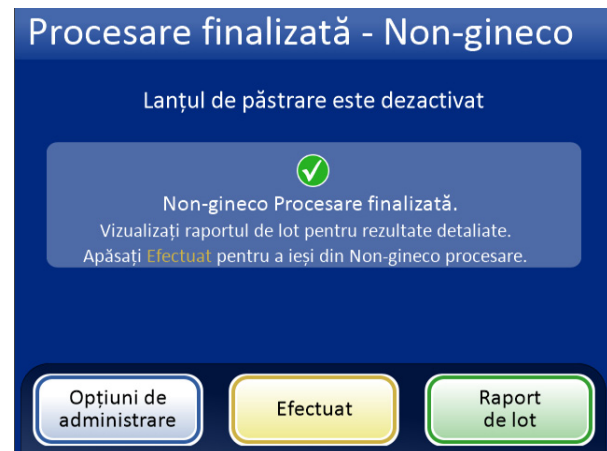 Procesare finalizată - Non-gineco
Lanțul de păstrare este dezactivat
Non-gineco Procesare finalizată.
Vizualizați raportul de lot pentru rezultate detaliate.
Apăsați Efectuat pentru a ieși din Non-gineco procesare.
Opțiuni de
administrare
Efectuat
Raport
de lot